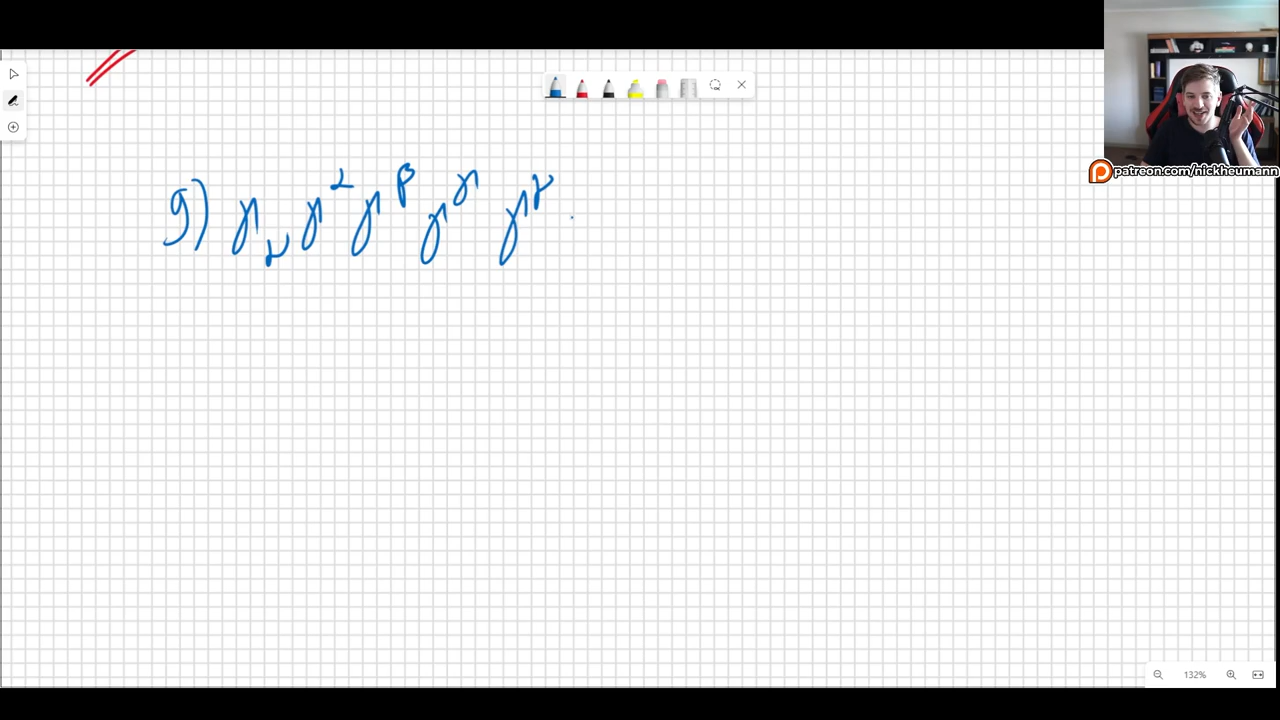 patreon.com/nickheumann
9) γ_ν γ^α γ^β γ^γ γ^ν
132%